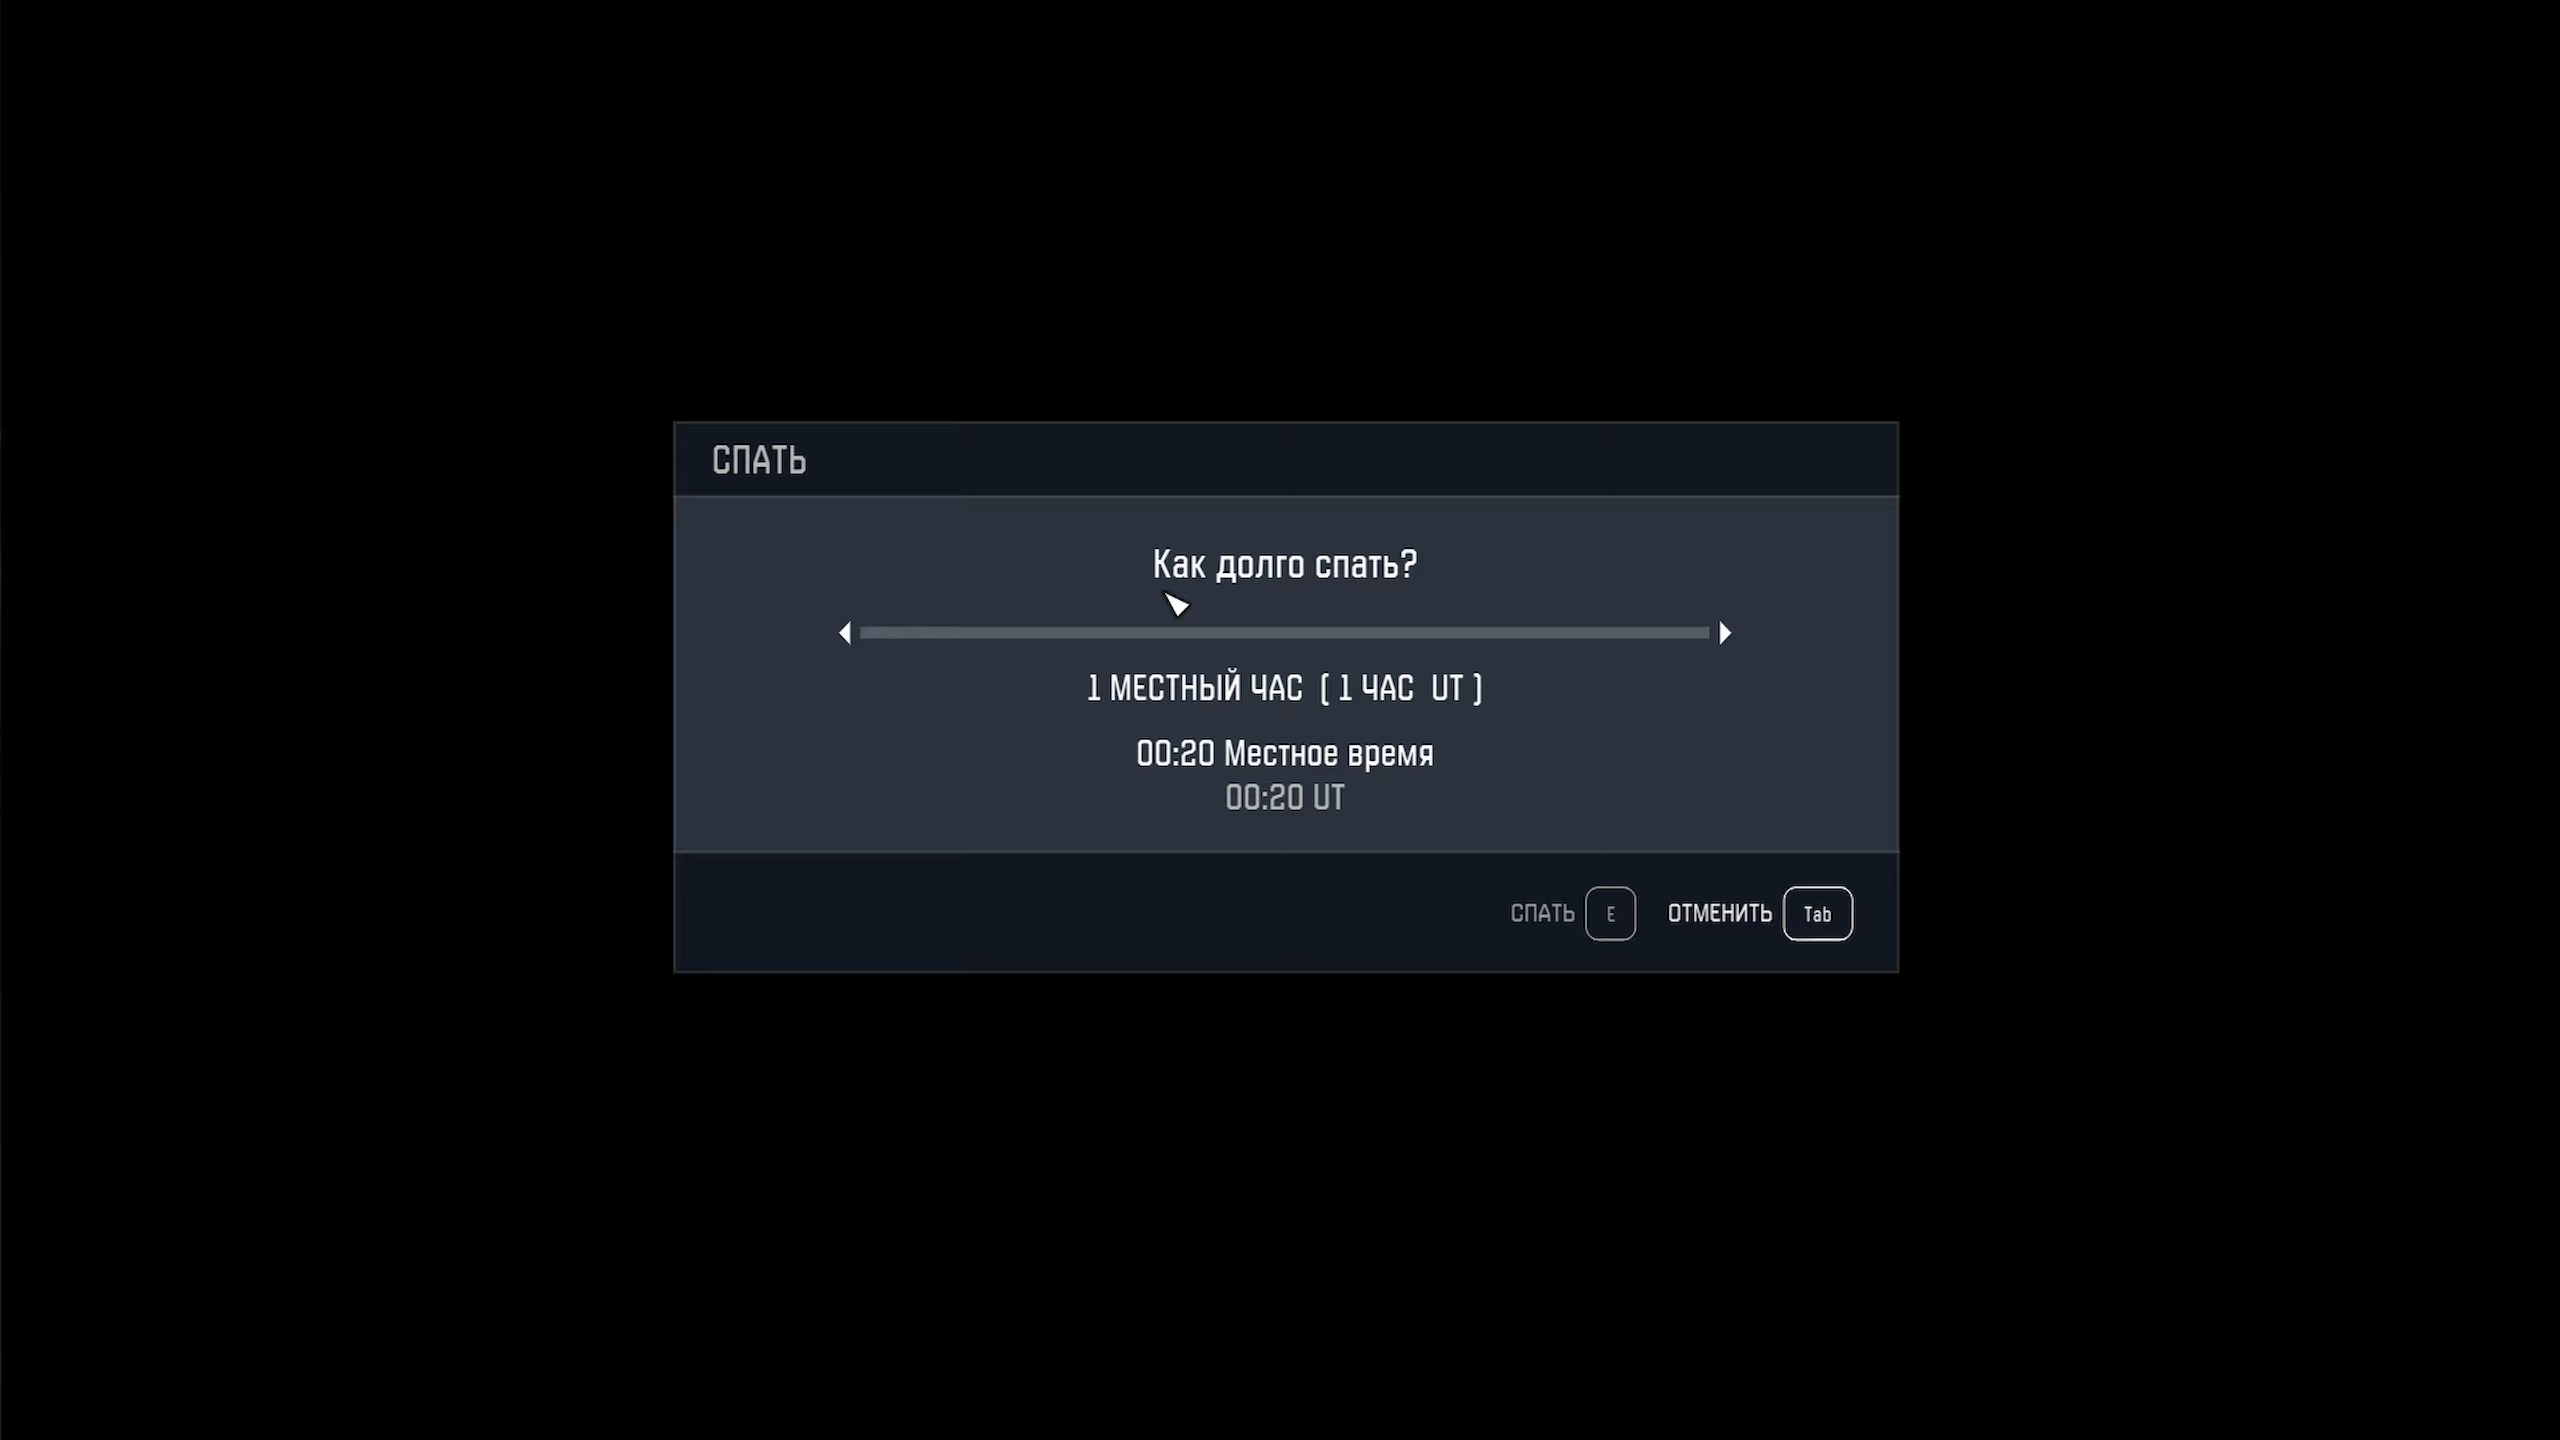 СПАТЬ
Как долго спать?
1 МЕСТНЫЙ ЧАС [ 1 ЧАС UT ]
00:20 Местное время
00:20 UT
СПАТЬ E ОТМЕНИТЬ Tab